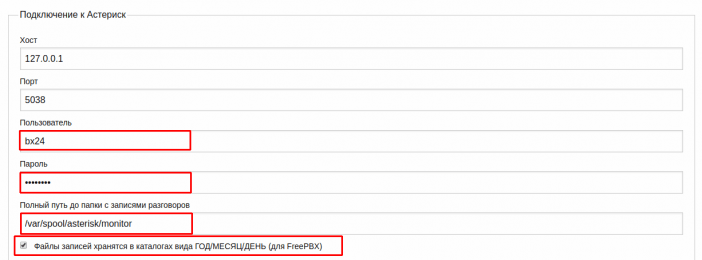 Подключение к Астериск
Хост
127.0.0.1
Порт
5038
Пользователь
bx24
Пароль
••••••••
Полный путь до папки с записями разговоров
/var/spool/asterisk/monitor
Файлы записей хранятся в каталогах вида ГОД/МЕСЯЦ/ДЕНЬ (для FreePBX)